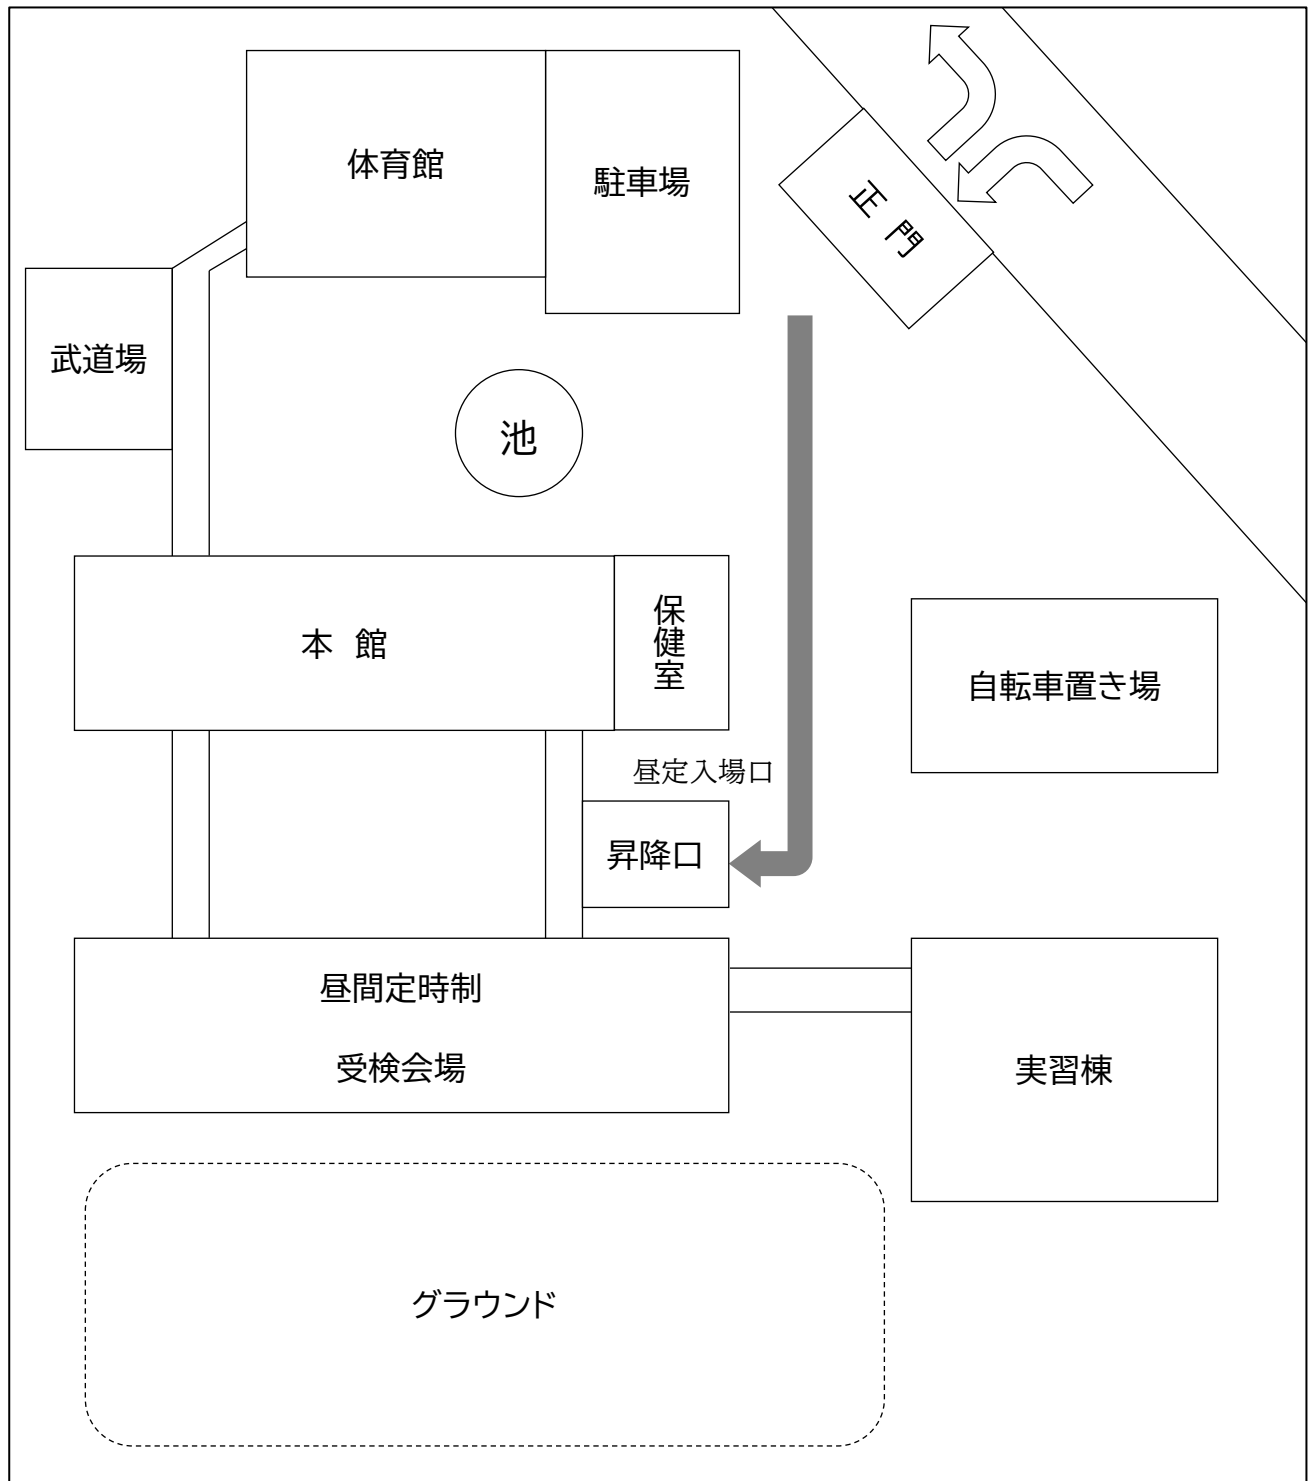 体育館
駐車場
正門
武道場
池
本 館
保健室
自転車置き場
昼定入場口
昇降口
昼間定時制
受検会場
実習棟
グラウンド